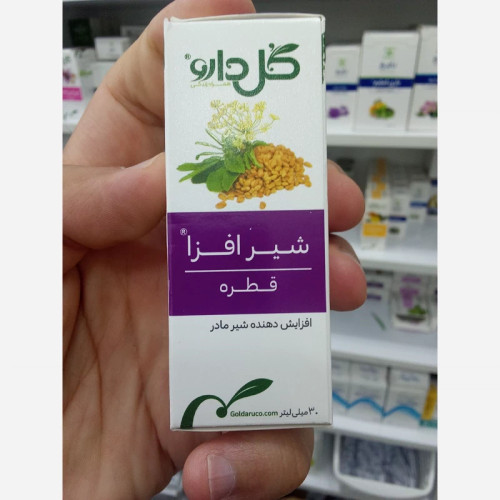 گل دارو®
شیر افزا®
قطره
افزایش دهنده شیر مادر
Goldaruco.com
۳۰ میلی لیتر